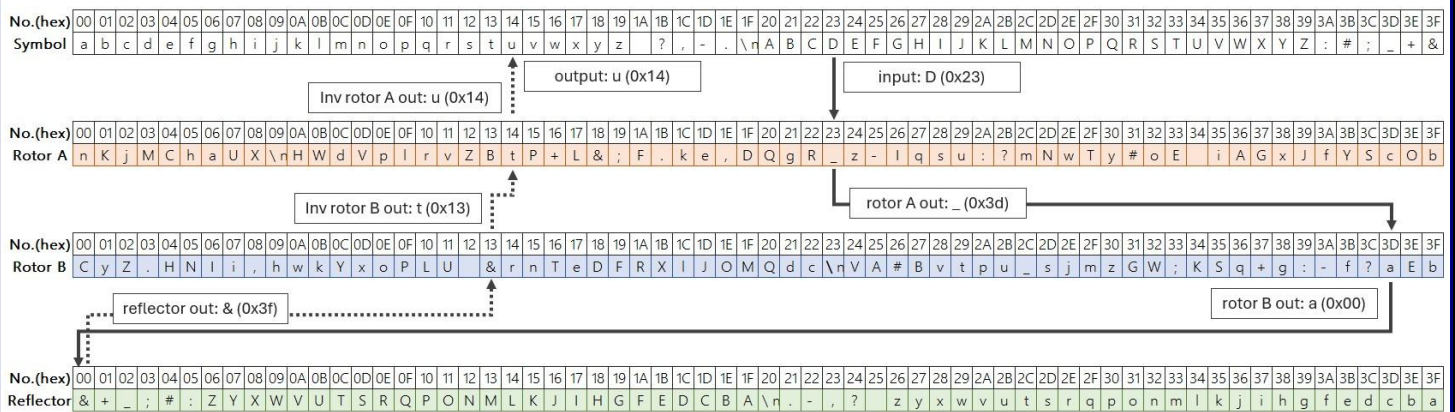 No.(hex) 00 01 02 03 04 05 06 07 08 09 0A 0B 0C 0D 0E 0F 10 11 12 13 14 15 16 17 18 19 1A 1B 1C 1D 1E 1F 20 21 22 23 24 25 26 27 28 29 2A 2B 2C 2D 2E 2F 30 31 32 33 34 35 36 37 38 39 3A 3B 3C 3D 3E 3F
Symbol a b c d e f g h i j k l m n o p q r s t u v w x y z ? , - . \n A B C D E F G H I J K L M N O P Q R S T U V W X Y Z : # ; _ + &
output: u (0x14)
input: D (0x23)
Inv rotor A out: u (0x14)
No.(hex) 00 01 02 03 04 05 06 07 08 09 0A 0B 0C 0D 0E 0F 10 11 12 13 14 15 16 17 18 19 1A 1B 1C 1D 1E 1F 20 21 22 23 24 25 26 27 28 29 2A 2B 2C 2D 2E 2F 30 31 32 33 34 35 36 37 38 39 3A 3B 3C 3D 3E 3F
Rotor A n K j M C h a U X \n H W d V p l r v Z B t P + L & ; F . k e , D Q g R _ z - I q s u : ? m N w T y # o E i A G x J f Y S c O b
Inv rotor B out: t (0x13)
rotor A out: _ (0x3d)
No.(hex) 00 01 02 03 04 05 06 07 08 09 0A 0B 0C 0D 0E 0F 10 11 12 13 14 15 16 17 18 19 1A 1B 1C 1D 1E 1F 20 21 22 23 24 25 26 27 28 29 2A 2B 2C 2D 2E 2F 30 31 32 33 34 35 36 37 38 39 3A 3B 3C 3D 3E 3F
Rotor B C y Z . H N I i , h w k Y x o P L U & r n T e D F R X l J O M Q d c \n V A # B v t p u _ s j m z G W ; K S q + g : - f ? a E b
reflector out: & (0x3f)
rotor B out: a (0x00)
No.(hex) 00 01 02 03 04 05 06 07 08 09 0A 0B 0C 0D 0E 0F 10 11 12 13 14 15 16 17 18 19 1A 1B 1C 1D 1E 1F 20 21 22 23 24 25 26 27 28 29 2A 2B 2C 2D 2E 2F 30 31 32 33 34 35 36 37 38 39 3A 3B 3C 3D 3E 3F
Reflector & + _ ; # : Z Y X W V U T S R Q P O N M L K J I H G F E D C B A \n . - , ? z y x w v u t s r q p o n m l k j i h g f e d c b a